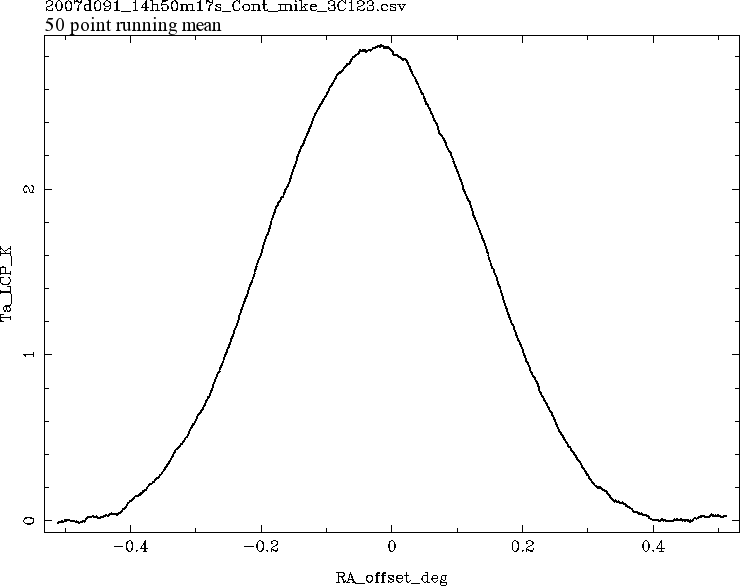 2007d091_14h50m17s_Cont_mike_3C123.csv
50 point running mean
Ta_LCP_K
2
1
0
−0.4 −0.2 0 0.2 0.4
RA_offset_deg